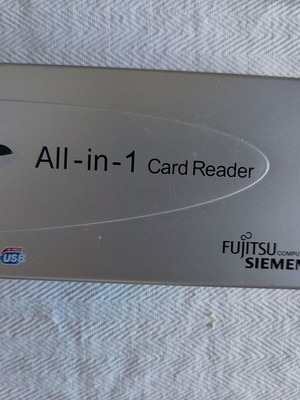 All-in-1 Card Reader
USB
FUJITSU COMPU
SIEMEN